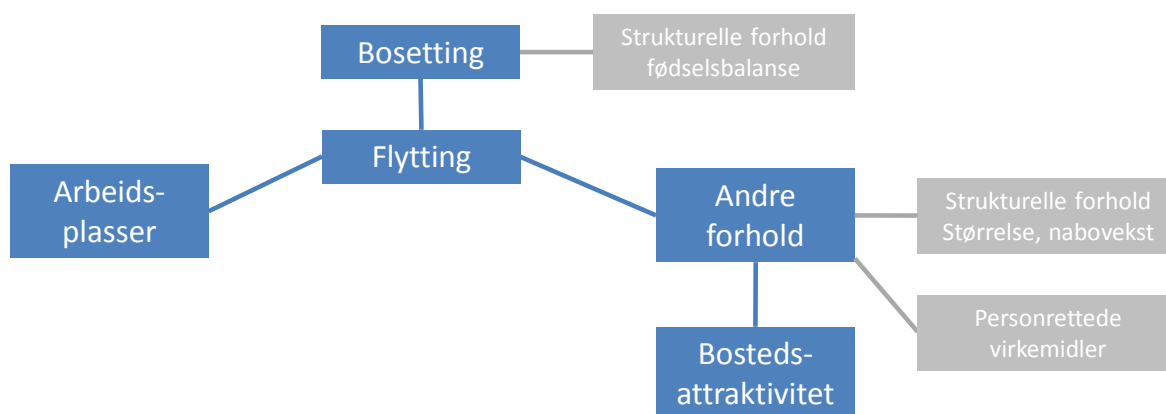 Bosetting
Strukturelle forhold
fødselsbalanse
Flytting
Arbeids-
plasser
Andre
forhold
Strukturelle forhold
Størrelse, nabovekst
Personrettede
virkemidler
Bosteds-
attraktivitet